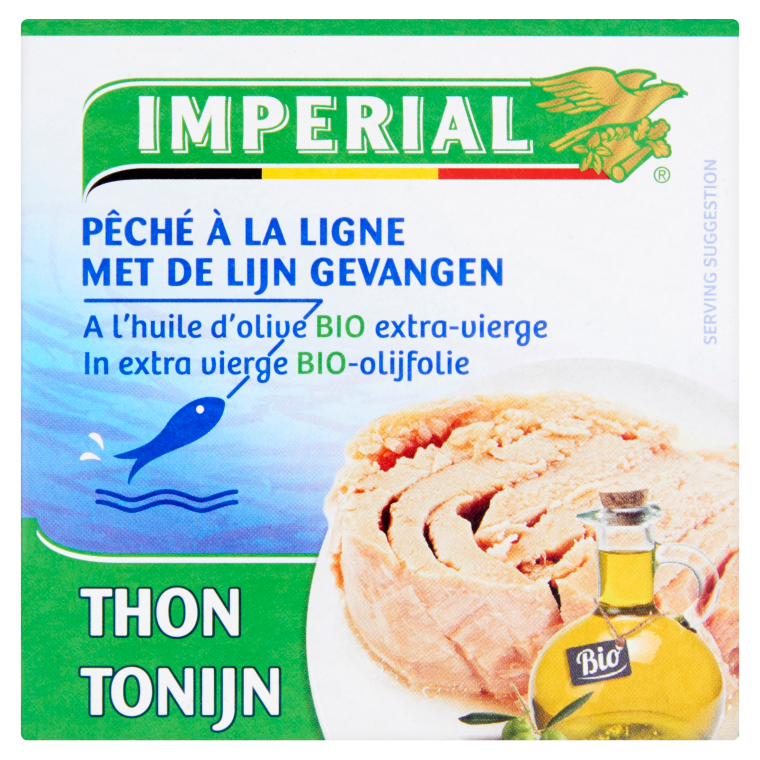 IMPERIAL
®
SERVING SUGGESTION
PÊCHÉ À LA LIGNE
MET DE LIJN GEVANGEN
A l'huile d'olive BIO extra-vierge
In extra vierge BIO-olijfolie
THON
TONIJN
Bio